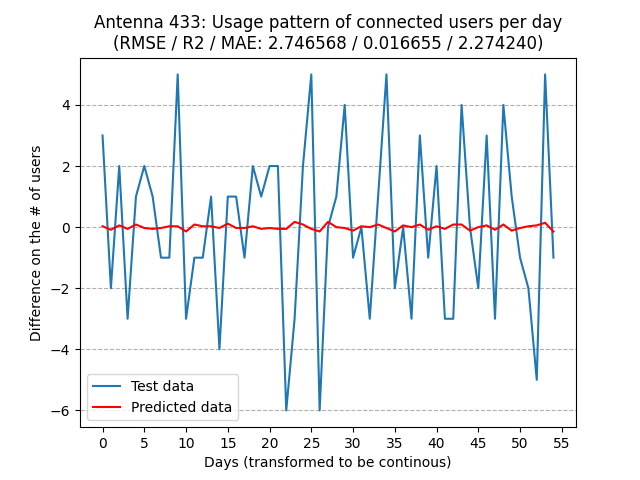 Antenna 433: Usage pattern of connected users per day
(RMSE / R2 / MAE: 2.746568 / 0.016655 / 2.274240)
Difference on the # of users
4
2
0
−2
−4
−6
Test data
Predicted data
0 5 10 15 20 25 30 35 40 45 50 55
Days (transformed to be continous)